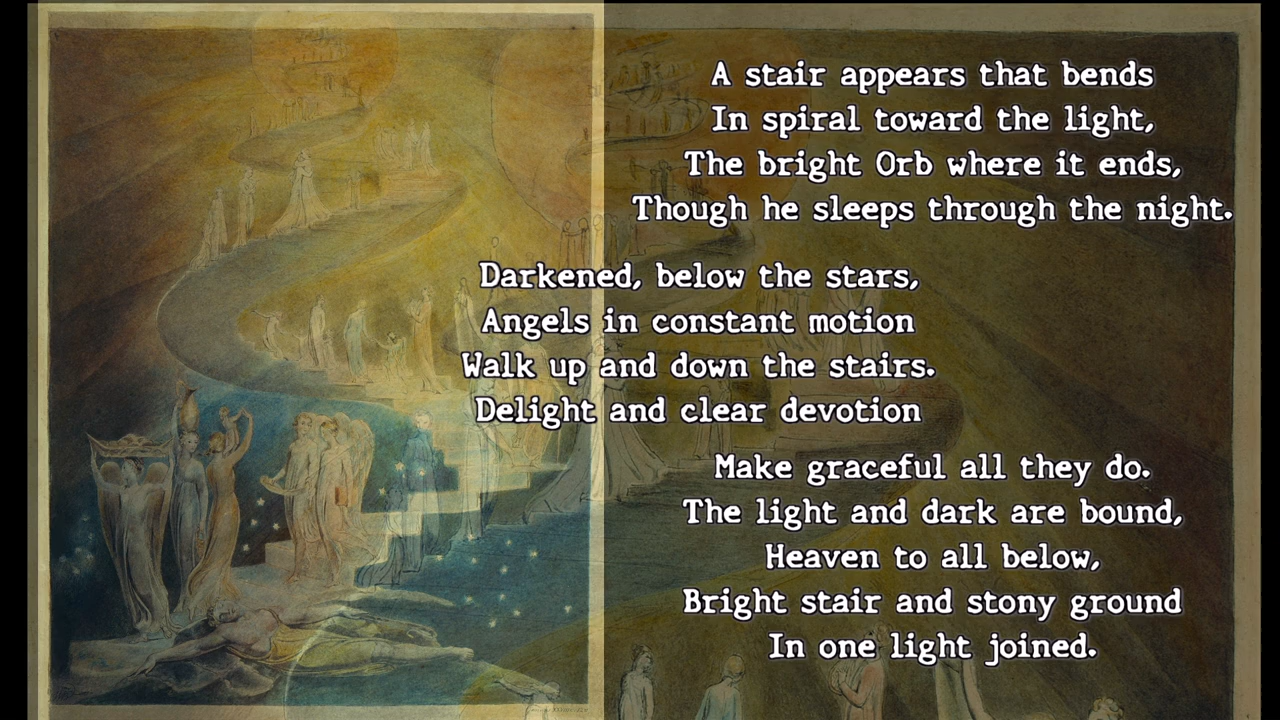 A stair appears that bends
In spiral toward the light,
The bright Orb where it ends,
Though he sleeps through the night.
Darkened, below the stars,
Angels in constant motion
Walk up and down the stairs.
Delight and clear devotion
Make graceful all they do.
The light and dark are bound,
Heaven to all below,
Bright stair and stony ground
In one light joined.